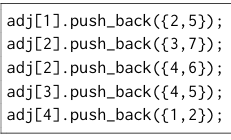 adj[1].push_back({2,5});
adj[2].push_back({3,7});
adj[2].push_back({4,6});
adj[3].push_back({4,5});
adj[4].push_back({1,2});